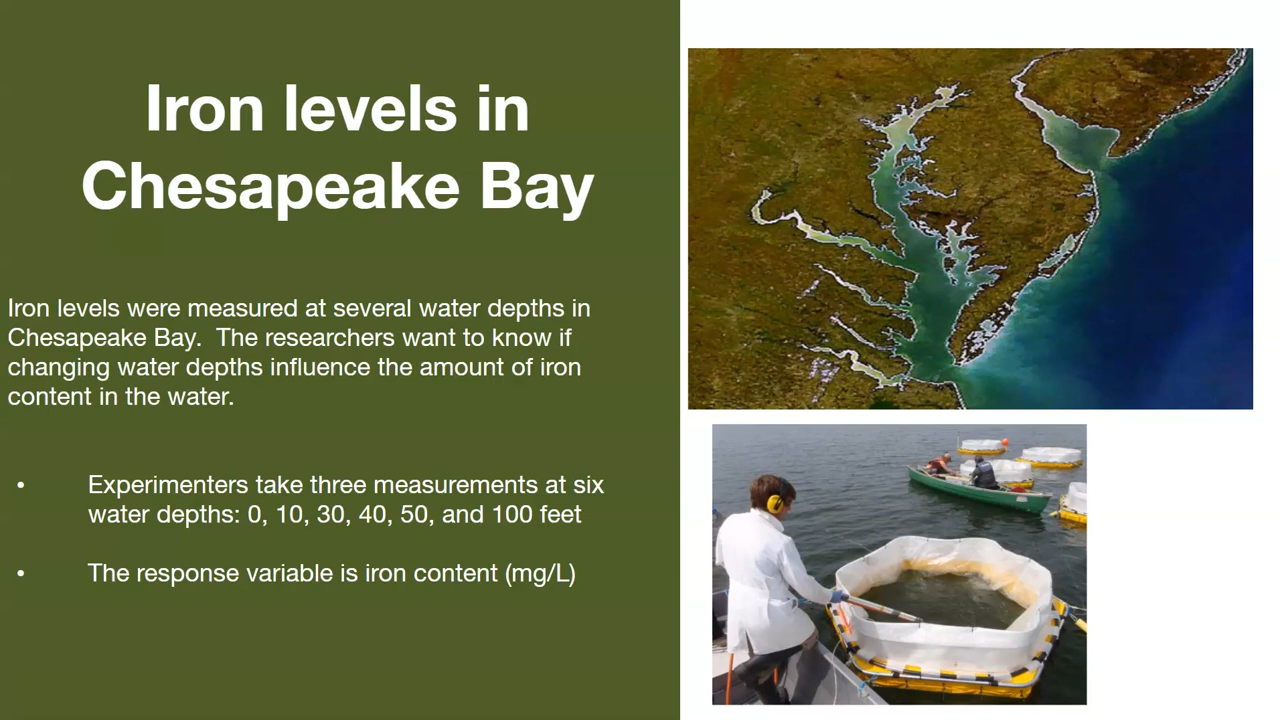 Iron levels in
Chesapeake Bay
Iron levels were measured at several water depths in
Chesapeake Bay.  The researchers want to know if
changing water depths influence the amount of iron
content in the water.
• Experimenters take three measurements at six
water depths: 0, 10, 30, 40, 50, and 100 feet
• The response variable is iron content (mg/L)